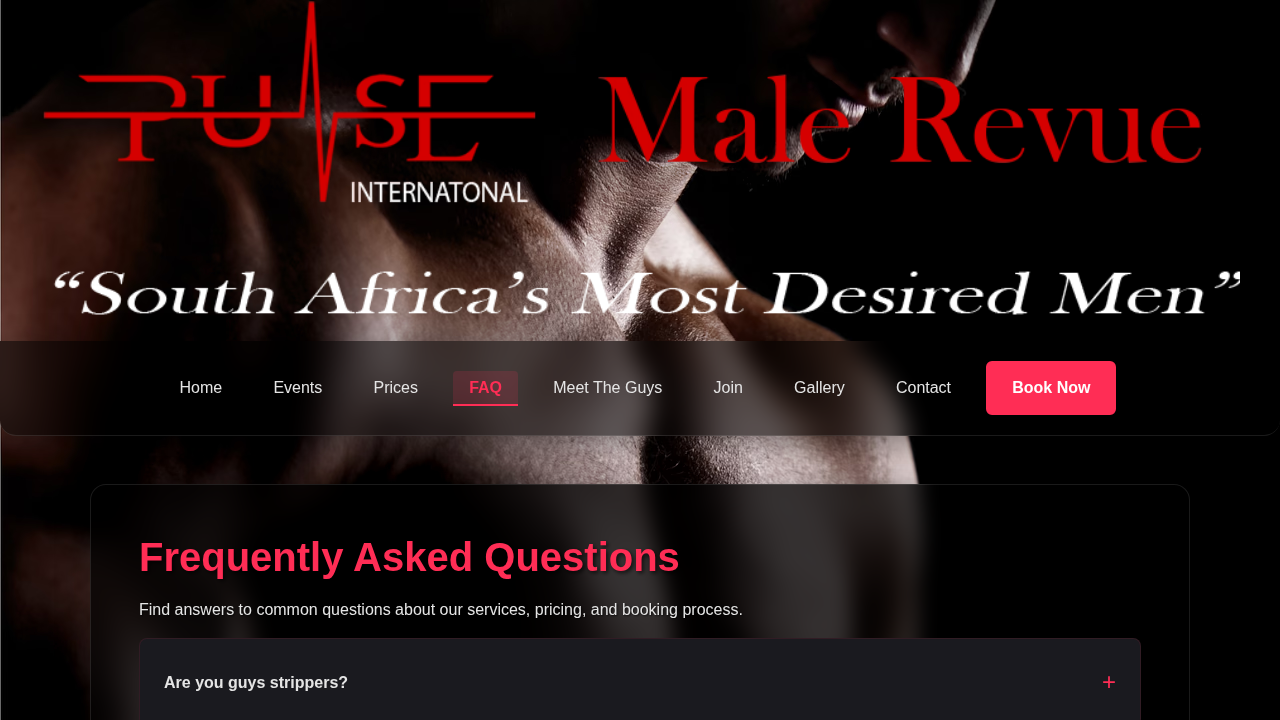 PULSE Male Revue
INTERNATONAL
“South Africa’s Most Desired Men”
Home Events Prices FAQ Meet The Guys Join Gallery Contact Book Now
Frequently Asked Questions
Find answers to common questions about our services, pricing, and booking process.
Are you guys strippers? +